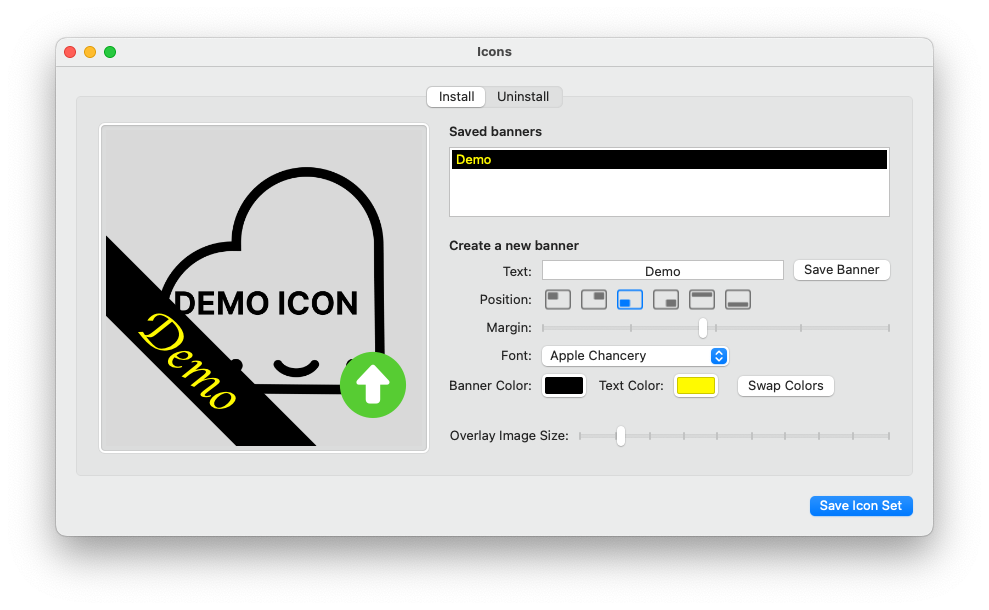 Icons
Install Uninstall
DEMO ICON
Demo
Saved banners
Demo
Create a new banner
Text: Demo Save Banner
Position:
Margin:
Font: Apple Chancery
Banner Color: Text Color: Swap Colors
Overlay Image Size:
Save Icon Set